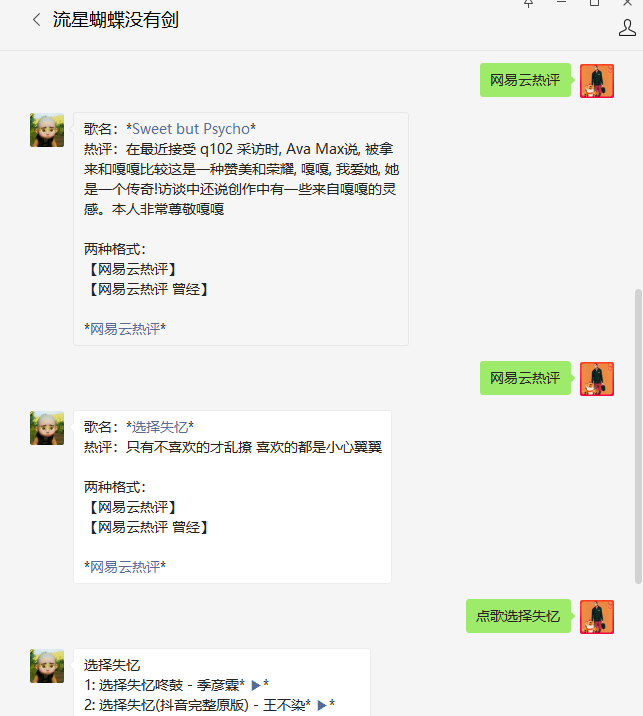 流星蝴蝶没有剑
网易云热评
歌名：*Sweet but Psycho*
热评：在最近接受 q102 采访时, Ava Max说, 被拿
来和嘎嘎比较这是一种赞美和荣耀, 嘎嘎, 我爱她, 她
是一个传奇!访谈中还说创作中有一些来自嘎嘎的灵
感。本人非常尊敬嘎嘎
两种格式：
【网易云热评】
【网易云热评 曾经】
*网易云热评*
网易云热评
歌名：*选择失忆*
热评：只有不喜欢的才乱撩 喜欢的都是小心翼翼
两种格式：
【网易云热评】
【网易云热评 曾经】
*网易云热评*
点歌选择失忆
选择失忆
1: 选择失忆咚鼓 - 季彦霖* ▶*
2: 选择失忆(抖音完整原版) - 王不染* ▶*